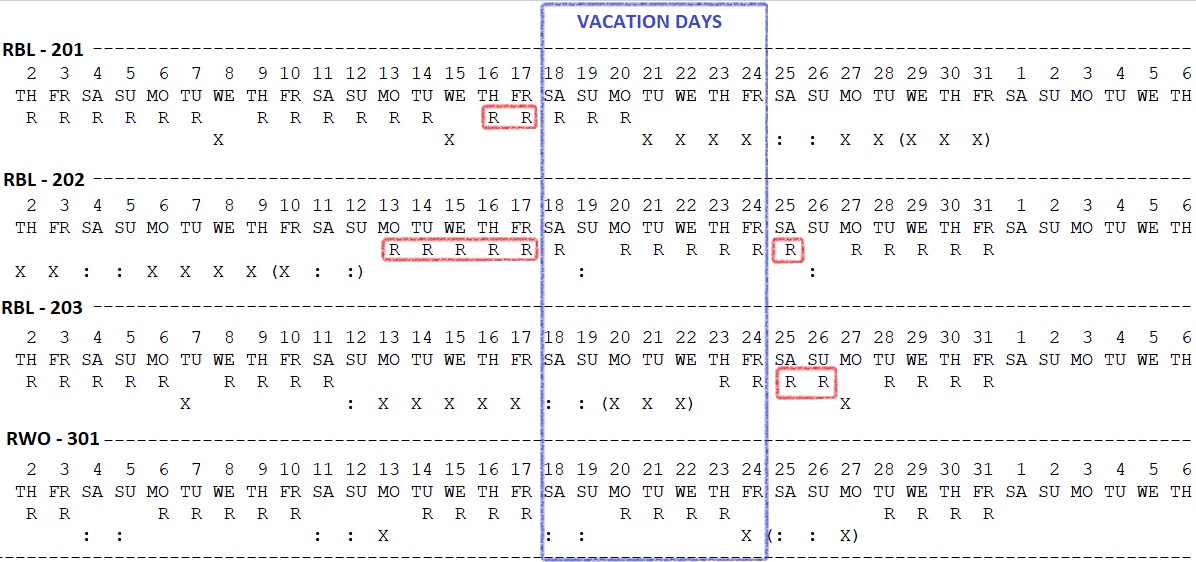 VACATION DAYS
RBL - 201 ----------------------------------------
2 3 4 5 6 7 8 9 10 11 12 13 14 15 16 17 18 19 20 21 22 23 24 25 26 27 28 29 30 31 1 2 3 4 5 6
TH FR SA SU MO TU WE TH FR SA SU MO TU WE TH FR SA SU MO TU WE TH FR SA SU MO TU WE TH FR SA SU MO TU WE TH
R R R R R R R R R R R R R R R R R
X X X X X X : : X X (X X X)
RBL - 202 ----------------------------------------
2 3 4 5 6 7 8 9 10 11 12 13 14 15 16 17 18 19 20 21 22 23 24 25 26 27 28 29 30 31 1 2 3 4 5 6
TH FR SA SU MO TU WE TH FR SA SU MO TU WE TH FR SA SU MO TU WE TH FR SA SU MO TU WE TH FR SA SU MO TU WE TH
R R R R R R R R R R R R R R R R R
X X : : X X X X (X : :) : :
RBL - 203 ----------------------------------------
2 3 4 5 6 7 8 9 10 11 12 13 14 15 16 17 18 19 20 21 22 23 24 25 26 27 28 29 30 31 1 2 3 4 5 6
TH FR SA SU MO TU WE TH FR SA SU MO TU WE TH FR SA SU MO TU WE TH FR SA SU MO TU WE TH FR SA SU MO TU WE TH
R R R R R R R R R R R R R R R R R
X : X X X X X : : (X X X) X
RWO - 301 ----------------------------------------
2 3 4 5 6 7 8 9 10 11 12 13 14 15 16 17 18 19 20 21 22 23 24 25 26 27 28 29 30 31 1 2 3 4 5 6
TH FR SA SU MO TU WE TH FR SA SU MO TU WE TH FR SA SU MO TU WE TH FR SA SU MO TU WE TH FR SA SU MO TU WE TH
R R R R R R R R R R R R R R R R R R R
: : : : X : : X (: : X)